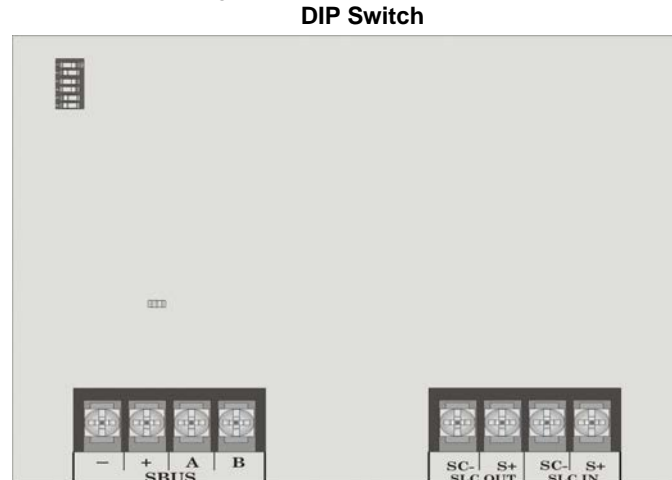 DIP Switch
– + A B
SBUS
SC- S+ SC- S+
SLC OUT SLC IN